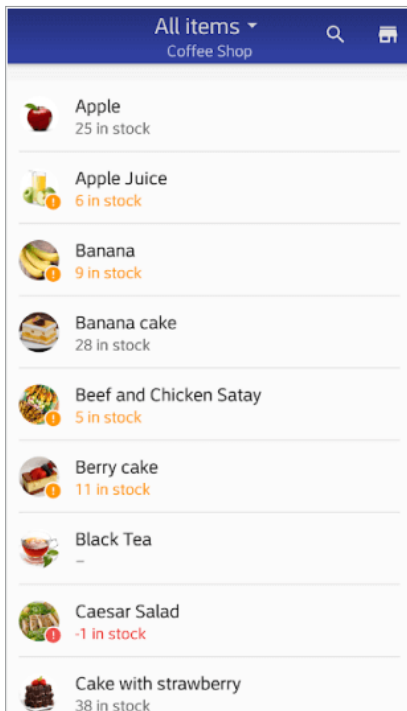 All items
Coffee Shop
Apple
25 in stock
Apple Juice
6 in stock
Banana
9 in stock
Banana cake
28 in stock
Beef and Chicken Satay
5 in stock
Berry cake
11 in stock
Black Tea
–
Caesar Salad
-1 in stock
Cake with strawberry
38 in stock